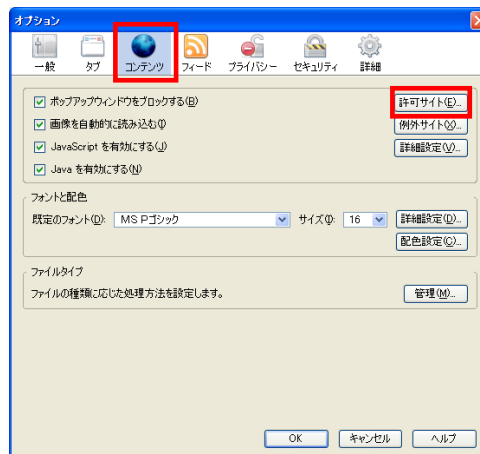 オプション
一般 タブ コンテンツ フィード プライバシー セキュリティ 詳細
ポップアップウィンドウをブロックする(B) 許可サイト(E)...
画像を自動的に読み込む(I) 例外サイト(X)...
JavaScript を有効にする(J) 詳細設定(V)...
Java を有効にする(N)
フォントと配色
既定のフォント(D): MS Pゴシック サイズ(I): 16 詳細設定(D)...
配色設定(C)...
ファイルタイプ
ファイルの種類に応じた処理方法を設定します。 管理(M)...
OK キャンセル ヘルプ